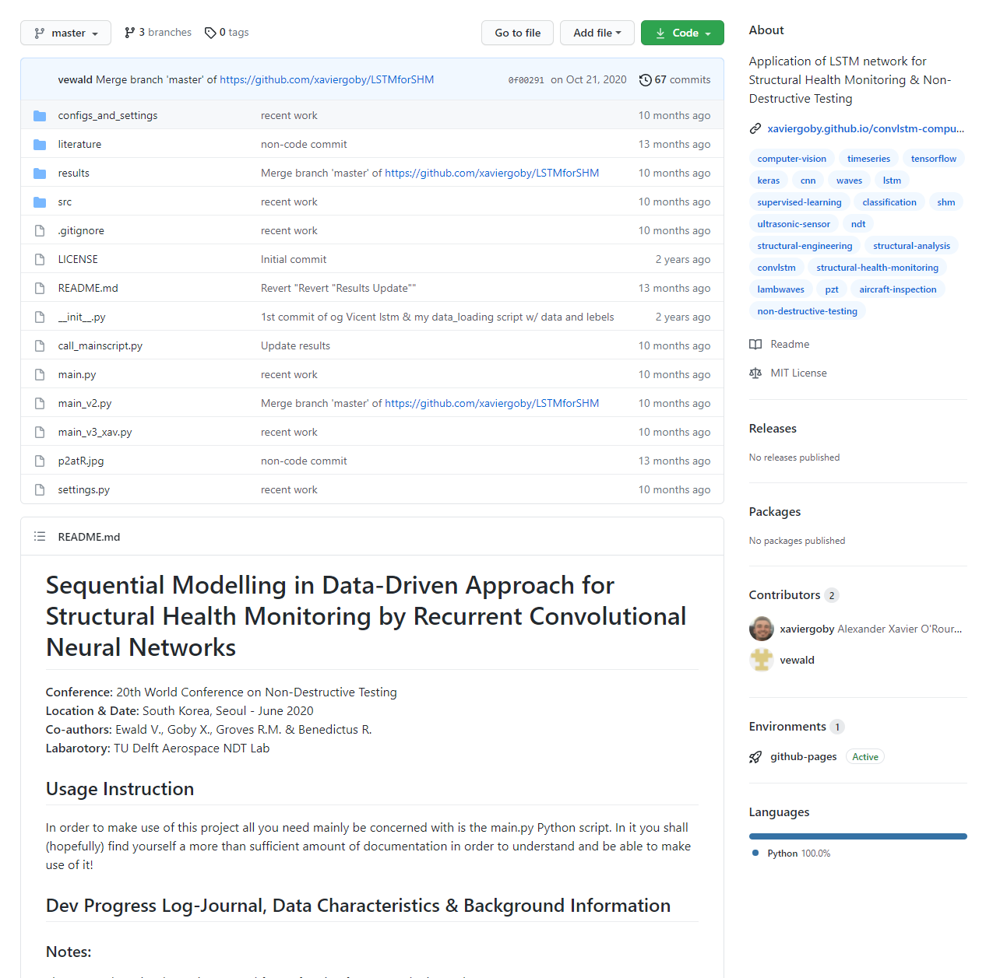 master
3 branches
0 tags
Go to file
Add file
Code
vewald Merge branch 'master' of https://github.com/xaviergoby/LSTMforSHM
0f00291 on Oct 21, 2020
67 commits
configs_and_settings recent work 10 months ago
literature non-code commit 13 months ago
results Merge branch 'master' of https://github.com/xaviergoby/LSTMforSHM 10 months ago
src recent work 10 months ago
.gitignore recent work 10 months ago
LICENSE Initial commit 2 years ago
README.md Revert "Revert "Results Update"" 13 months ago
__init__.py 1st commit of og Vicent lstm & my data_loading script w/ data and lebels 2 years ago
call_mainscript.py Update results 10 months ago
main.py recent work 10 months ago
main_v2.py Merge branch 'master' of https://github.com/xaviergoby/LSTMforSHM 10 months ago
main_v3_xav.py recent work 10 months ago
p2atR.jpg non-code commit 13 months ago
settings.py recent work 10 months ago
README.md
Sequential Modelling in Data-Driven Approach for
Structural Health Monitoring by Recurrent Convolutional
Neural Networks
Conference: 20th World Conference on Non-Destructive Testing
Location & Date: South Korea, Seoul - June 2020
Co-authors: Ewald V., Goby X., Groves R.M. & Benedictus R.
Labarotory: TU Delft Aerospace NDT Lab
Usage Instruction
In order to make use of this project all you need mainly be concerned with is the main.py Python script. In it you shall
(hopefully) find yourself a more than sufficient amount of documentation in order to understand and be able to make
use of it!
Dev Progress Log-Journal, Data Characteristics & Background Information
Notes:
About
Application of LSTM network for
Structural Health Monitoring & Non-
Destructive Testing
xaviergoby.github.io/convlstm-compu...
computer-vision timeseries tensorflow
keras cnn waves lstm
supervised-learning classification shm
ultrasonic-sensor ndt
structural-engineering structural-analysis
convlstm structural-health-monitoring
lambwaves pzt aircraft-inspection
non-destructive-testing
Readme
MIT License
Releases
No releases published
Packages
No packages published
Contributors 2
xaviergoby Alexander Xavier O'Rour...
vewald
Environments 1
github-pages Active
Languages
Python 100.0%